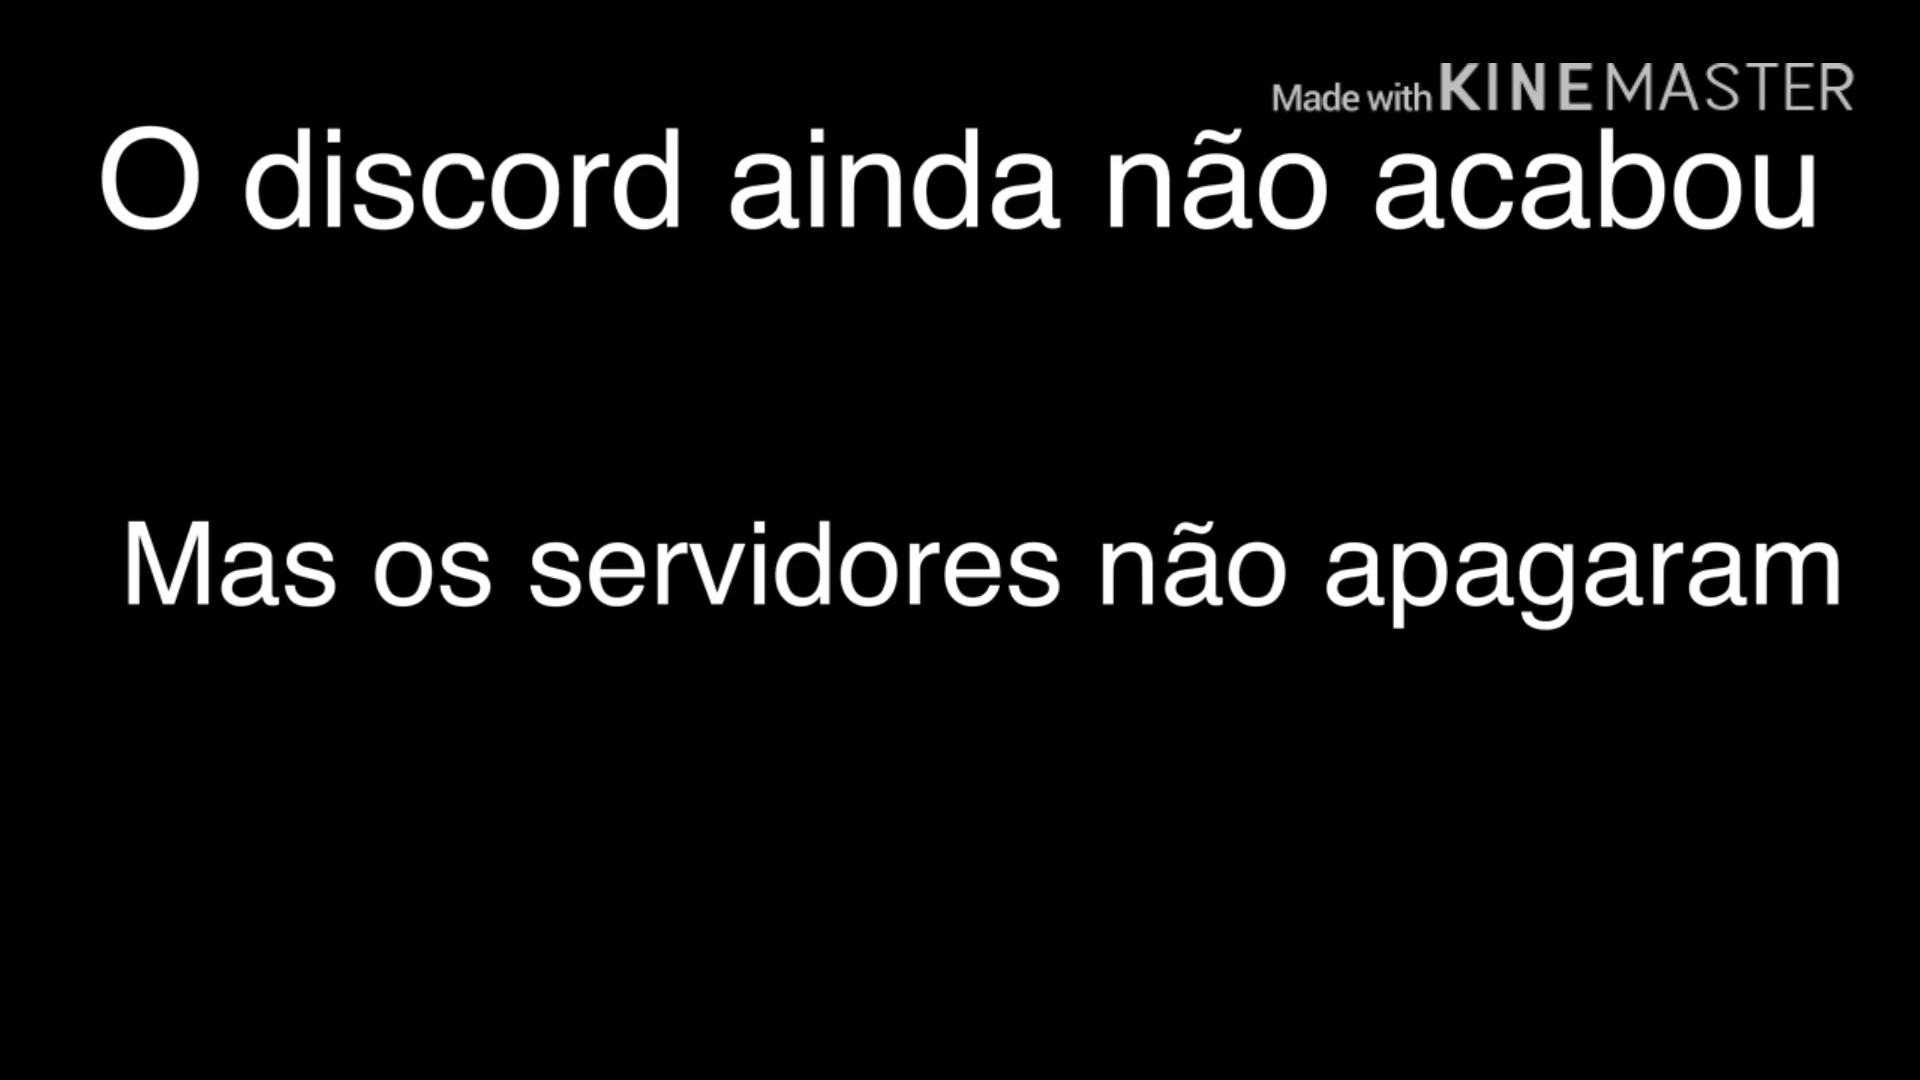 Made with KINEMASTER
O discord ainda não acabou
Mas os servidores não apagaram